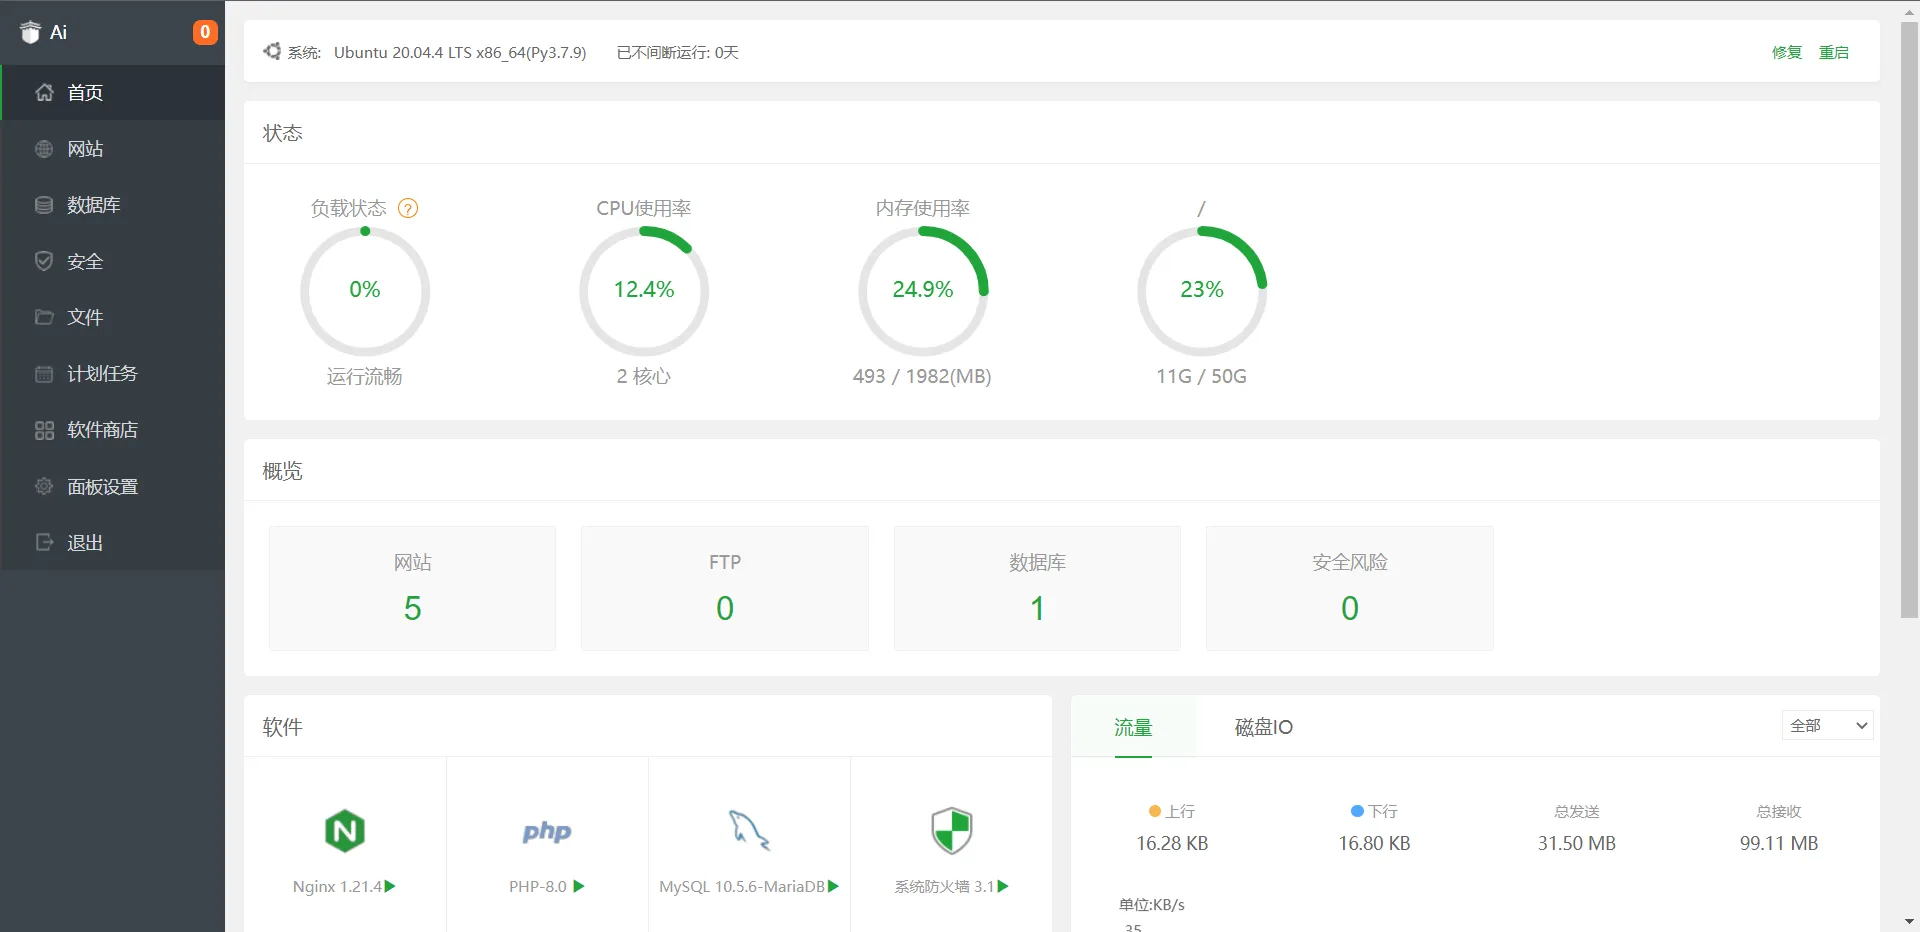 Ai
0
首页
网站
数据库
安全
文件
计划任务
软件商店
面板设置
退出
系统: Ubuntu 20.04.4 LTS x86_64(Py3.7.9) 已不间断运行: 0天
修复 重启
状态
负载状态 ?
0%
运行流畅
CPU使用率
12.4%
2 核心
内存使用率
24.9%
493 / 1982(MB)
/
23%
11G / 50G
概览
网站
5
FTP
0
数据库
1
安全风险
0
软件
N
Nginx 1.21.4
php
PHP-8.0
MySQL 10.5.6-MariaDB
系统防火墙 3.1
流量
磁盘IO
全部
上行
16.28 KB
下行
16.80 KB
总发送
31.50 MB
总接收
99.11 MB
单位:KB/s
35